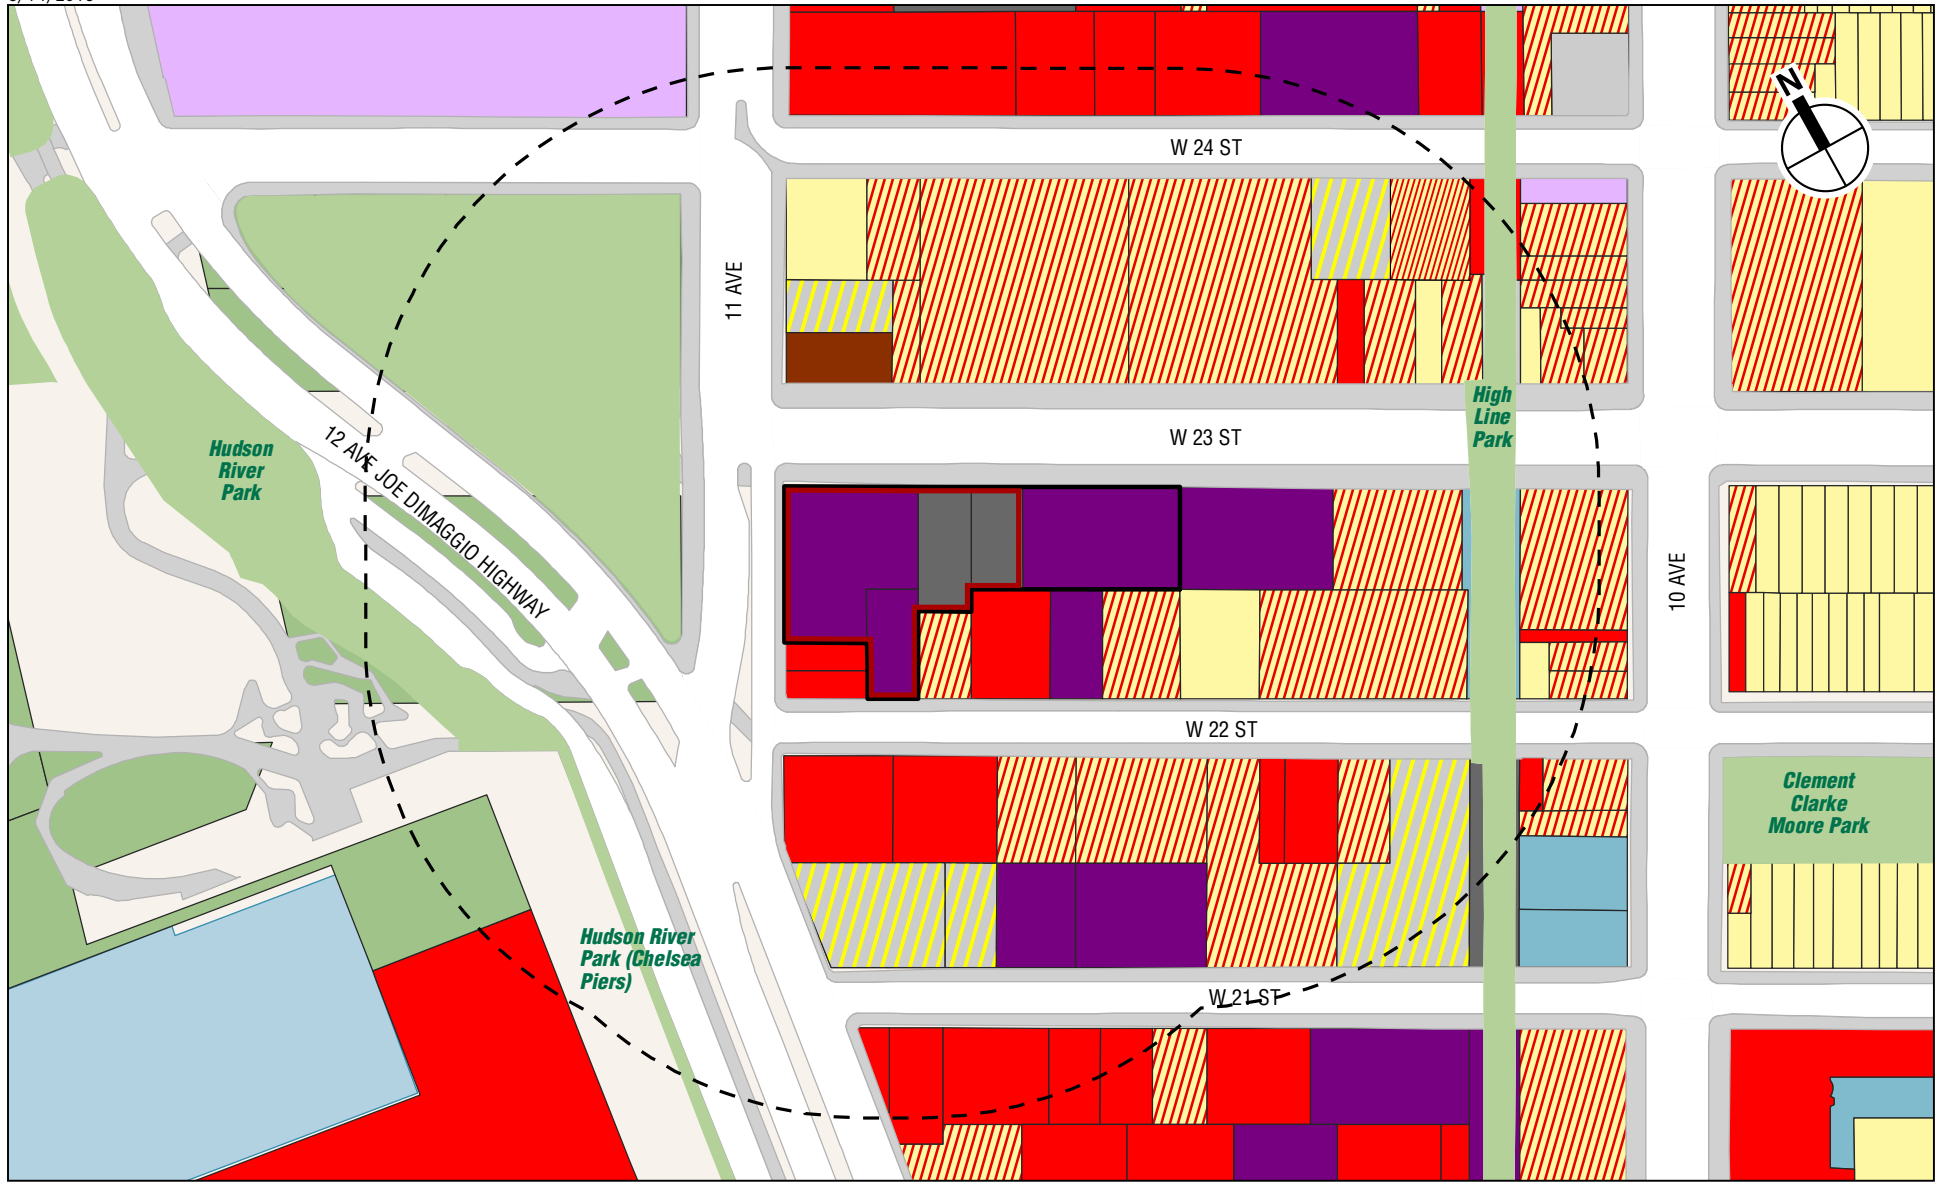 W 24 ST
N
11 AVE
High
Line
Park
W 23 ST
Hudson
River
Park
12 AVE JOE DIMAGGIO HIGHWAY
10 AVE
W 22 ST
Clement
Clarke
Moore Park
Hudson River
Park (Chelsea
Piers)
W 21 ST